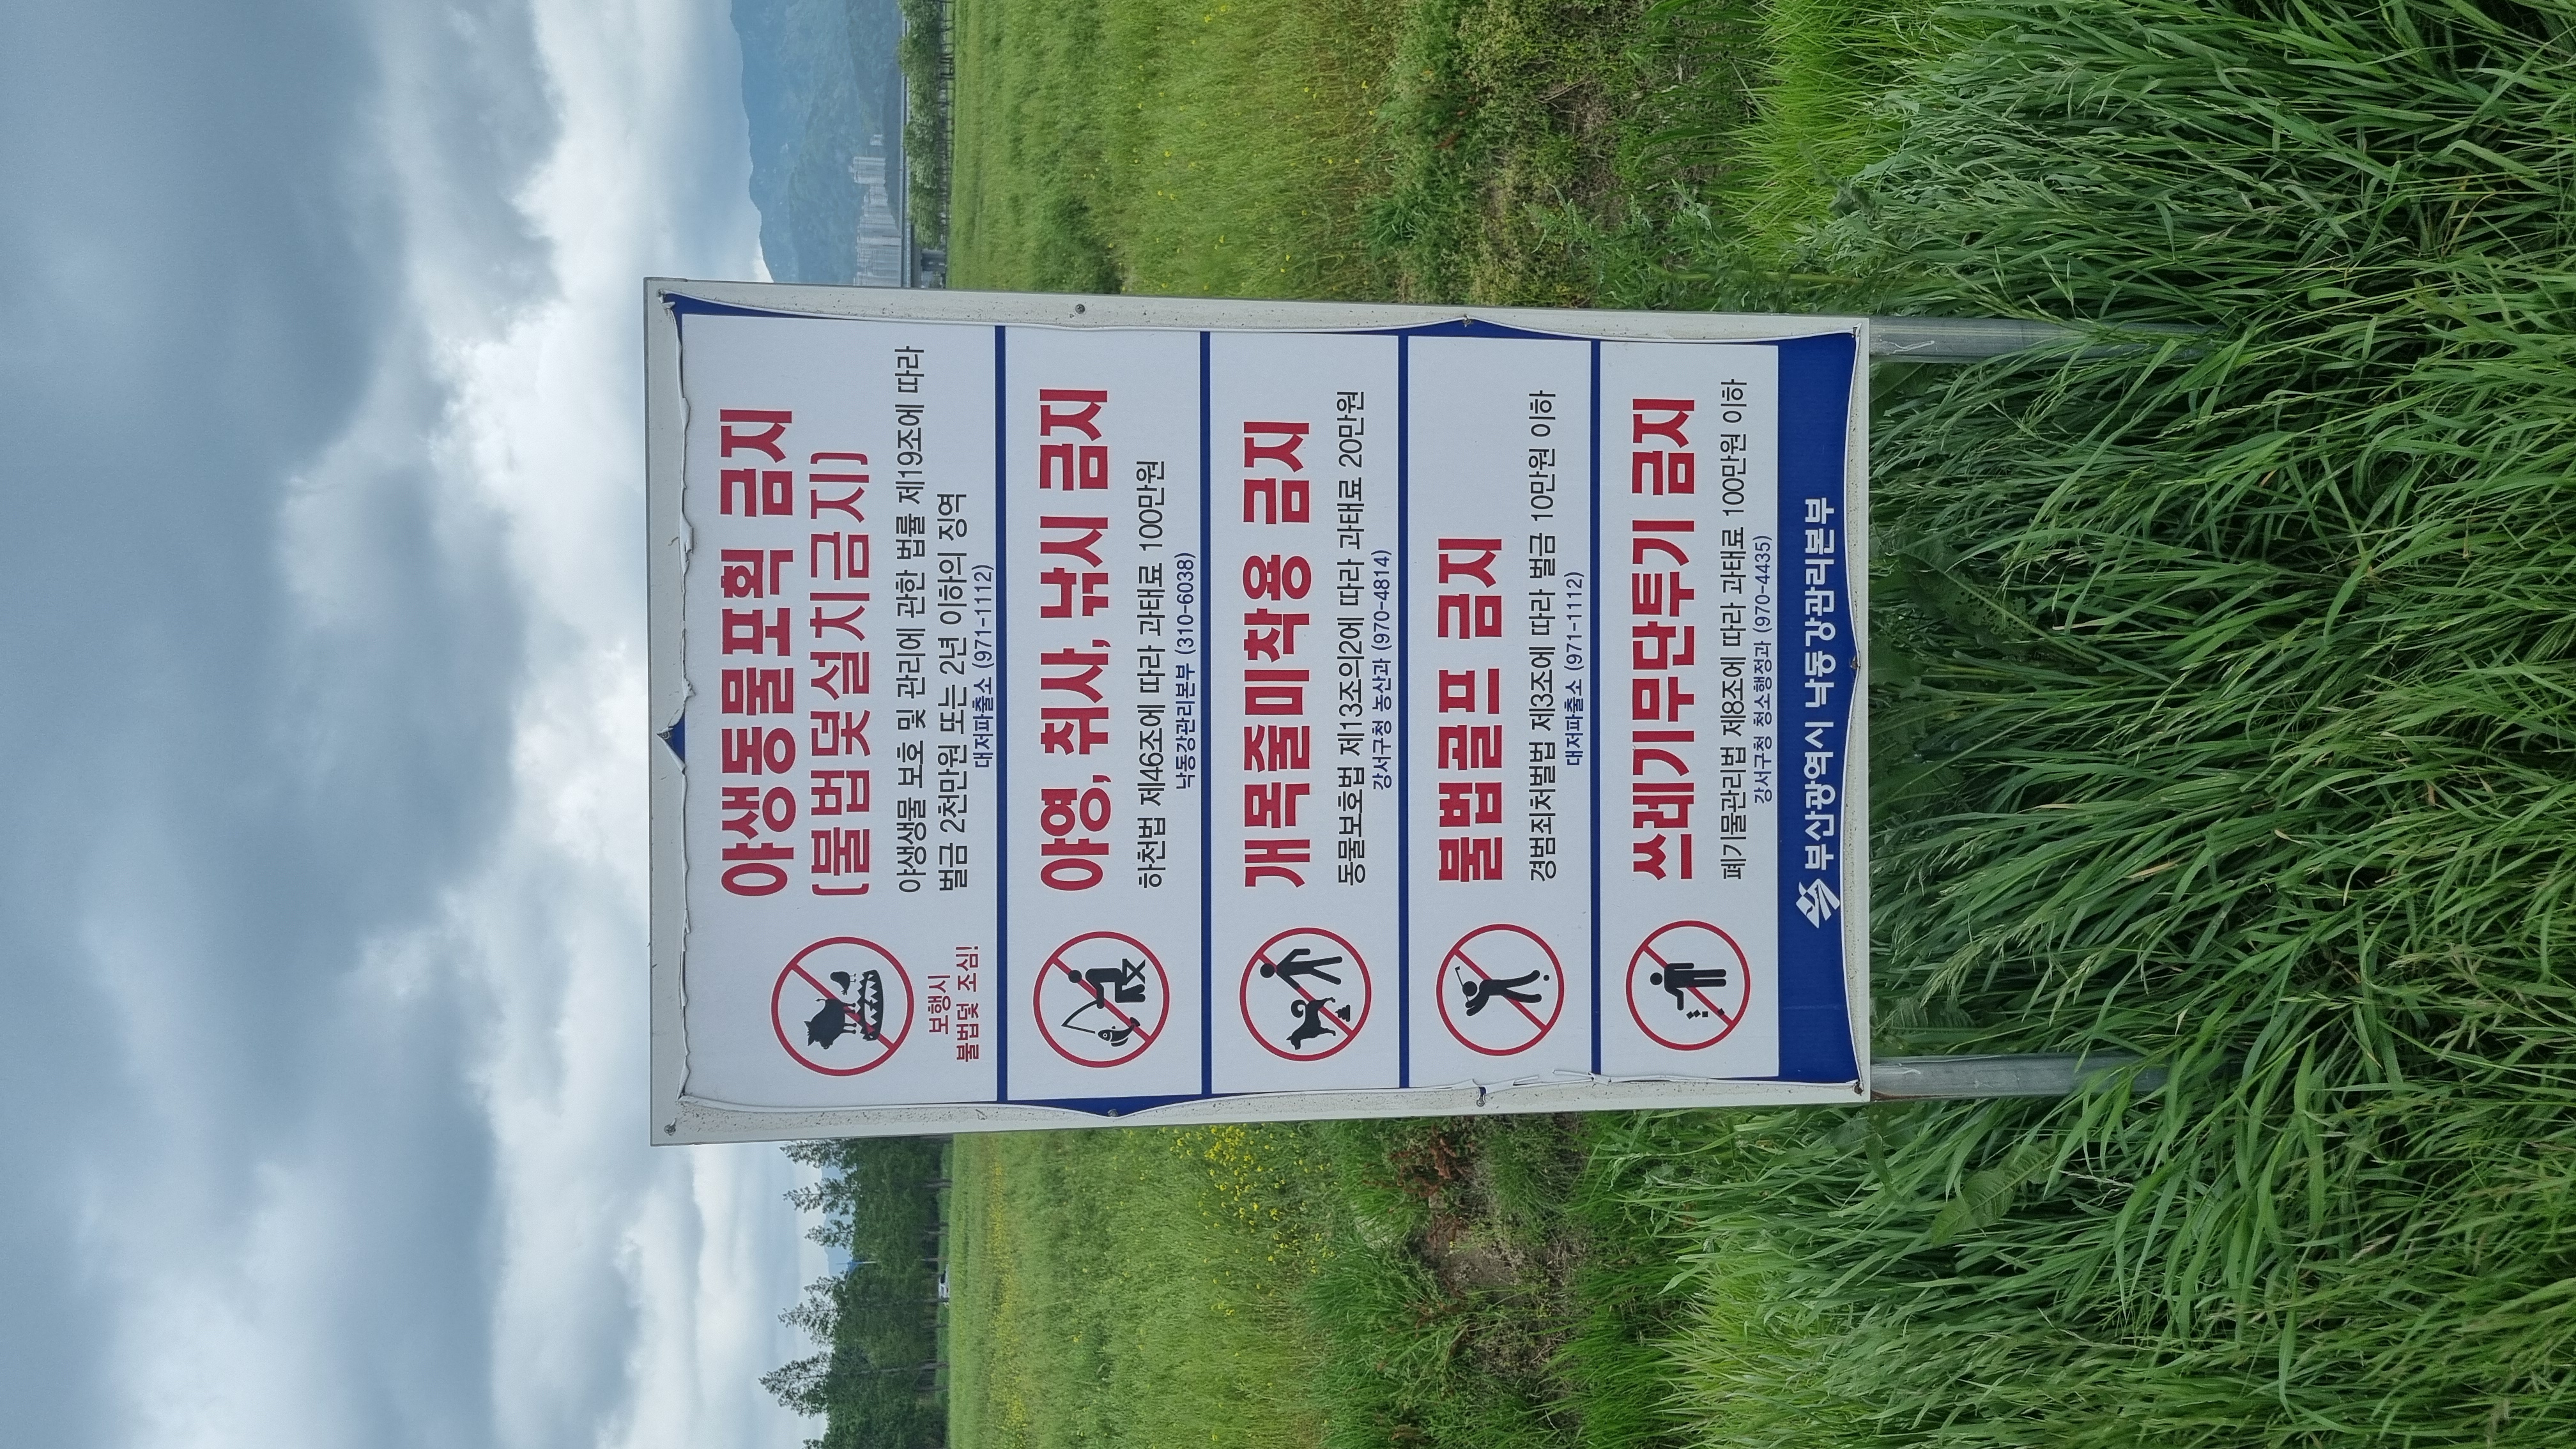 야생동물포획 금지
(불법덫설치금지)
야생생물 보호 및 관리에 관한 법률 제19조에 따라
벌금 2천만원 또는 2년 이하의 징역
대저파출소 (971-1112)
보행시
불법덫 조심!
야영, 취사, 낚시 금지
하천법 제46조에 따라 과태료 100만원
낙동강관리본부 (310-6038)
개목줄미착용 금지
동물보호법 제13조의2에 따라 과태료 20만원
강서구청 농산과 (970-4814)
불법골프 금지
경범죄처벌법 제3조에 따라 벌금 10만원 이하
대저파출소 (971-1112)
쓰레기무단투기 금지
폐기물관리법 제8조에 따라 과태료 100만원 이하
강서구청 청소행정과 (970-4435)
부산광역시 낙동강관리본부